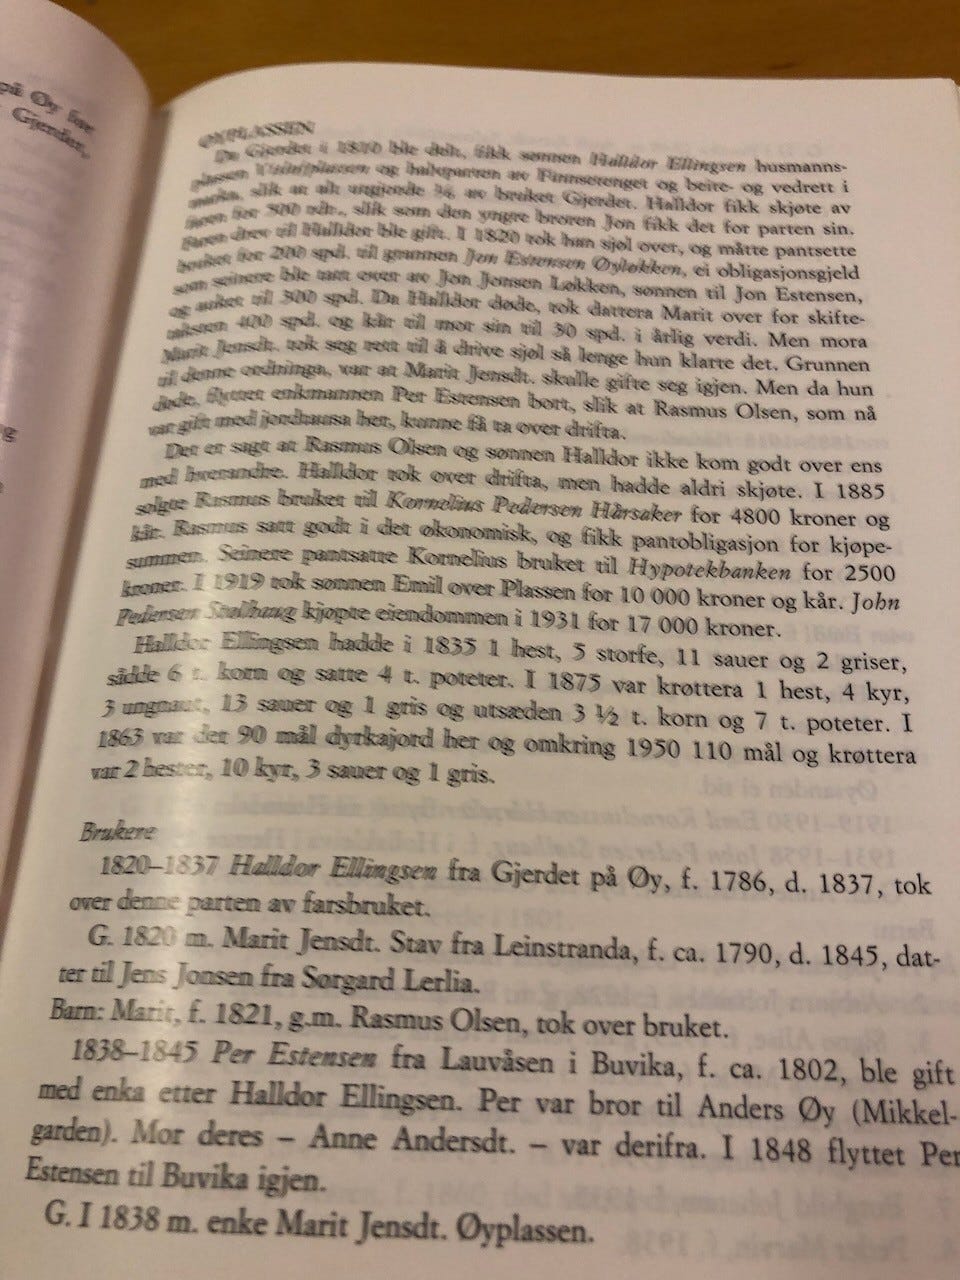 på Øy for
Gjerdet,
ØYPLASSEN
Da Gjerdet i 1810 ble delt, fikk sønnen Halldor Ellingsen husmanns-
plassen og halvparten av Finnserenget og beite- og vedrett i
marka, slik at alt utgjorde ¼ av bruket Gjerdet. Halldor fikk skjøte av
faren for 300 rdr., slik som den yngre broren Jon fikk det for parten sin.
Faren drev til Halldor ble gift. I 1820 tok han sjøl over, og måtte pantsette
bruket for 200 spd. til grannen Jon Estensen Øyløkken, ei obligasjonsgjeld
som seinere ble tatt over av Jon Jonsen Løkken, sønnen til Jon Estensen,
og auket til 300 spd. Da Halldor døde, tok dattera Marit over for skifte-
taksten 400 spd. og kår til mor sin til 30 spd. i årlig verdi. Men mora
Marit Jensdt. tok seg rett til å drive sjøl så lenge hun klarte det. Grunnen
til denne ordninga, var at Marit Jensdt. skulle gifte seg igjen. Men da hun
døde, flyttet enkmannen Per Estensen bort, slik at Rasmus Olsen, som nå
var gift med jordtausa her, kunne få ta over drifta.
Det er sagt at Rasmus Olsen og sønnen Halldor ikke kom godt over ens
med hverandre. Halldor tok over drifta, men hadde aldri skjøte. I 1885
solgte Rasmus bruket til Kornelius Pedersen Hårsaker for 4800 kroner og
kår. Rasmus satt godt i det økonomisk, og fikk pantobligasjon for kjøpe-
summen. Seinere pantsatte Kornelius bruket til Hypotekbanken for 2500
kroner. I 1919 tok sønnen Emil over Plassen for 10 000 kroner og kår. John
Pedersen Stalhaug kjøpte eiendommen i 1931 for 17 000 kroner.
Halldor Ellingsen hadde i 1835 1 hest, 5 storfe, 11 sauer og 2 griser,
sådde 6 t. korn og satte 4 t. poteter. I 1875 var krøttera 1 hest, 4 kyr,
3 ungnaut, 13 sauer og 1 gris og utsæden 3 ½ t. korn og 7 t. poteter. I
1863 var det 90 mål dyrkajord her og omkring 1950 110 mål og krøttera
var 2 hester, 10 kyr, 3 sauer og 1 gris.
Brukere
1820–1837 Halldor Ellingsen fra Gjerdet på Øy, f. 1786, d. 1837, tok
over denne parten av farsbruket.
G. 1820 m. Marit Jensdt. Stav fra Leinstranda, f. ca. 1790, d. 1845, dat-
ter til Jens Jonsen fra Sørgard Lerlia.
Barn: Marit, f. 1821, g.m. Rasmus Olsen, tok over bruket.
1838–1845 Per Estensen fra Lauvåsen i Buvika, f. ca. 1802, ble gift
med enka etter Halldor Ellingsen. Per var bror til Anders Øy (Mikkel-
garden). Mor deres – Anne Andersdt. – var derifra. I 1848 flyttet Per
Estensen til Buvika igjen.
G. I 1838 m. enke Marit Jensdt. Øyplassen.